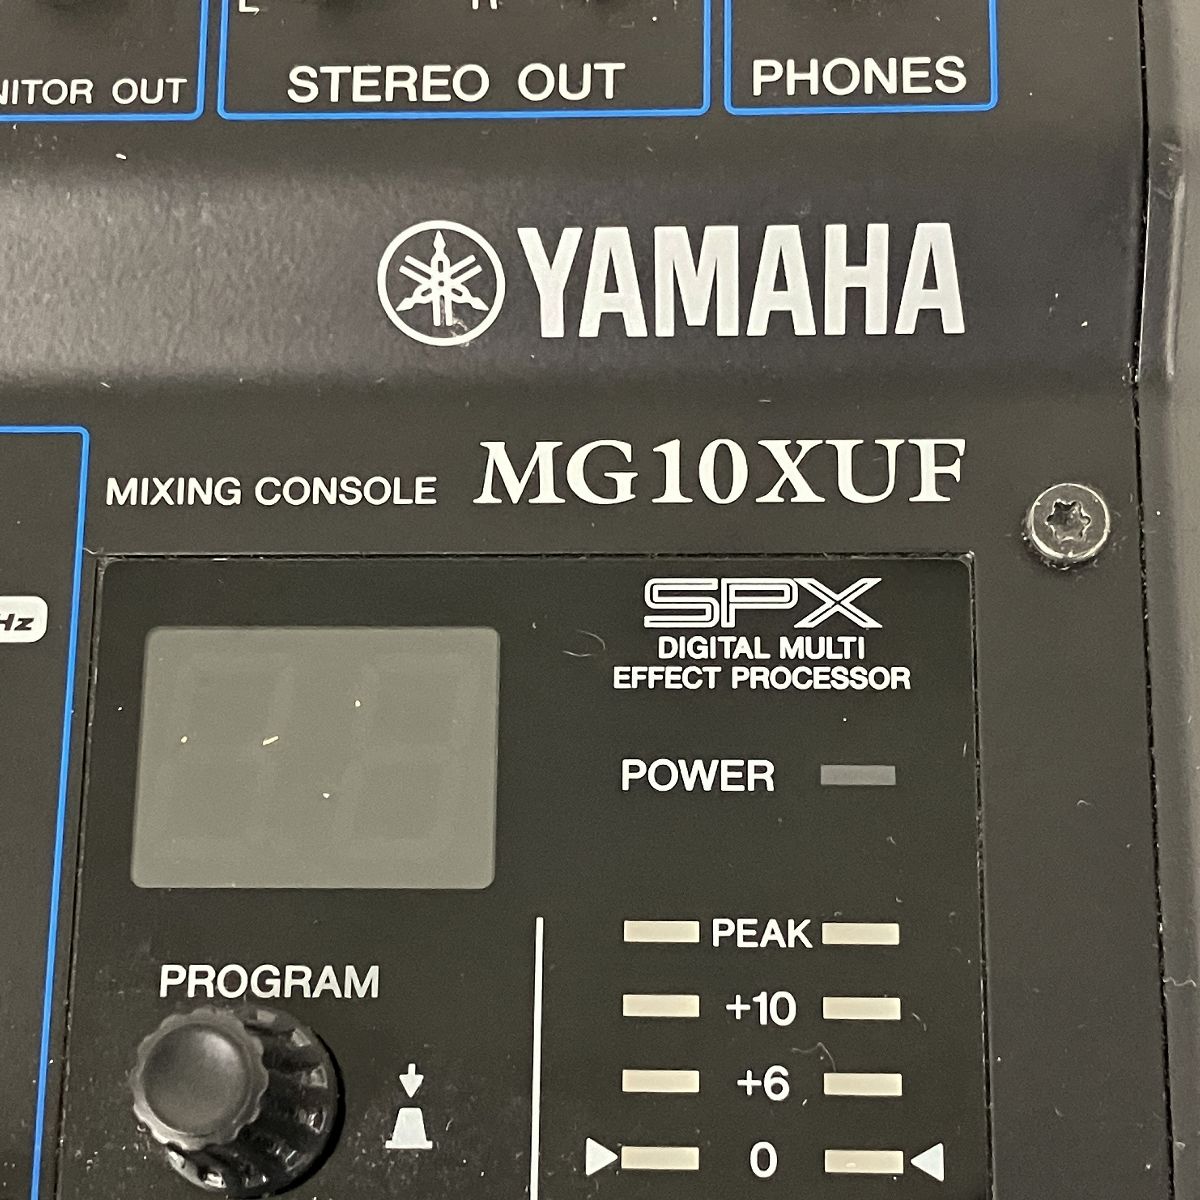 L R
OUT STEREO OUT PHONES
YAMAHA
MIXING CONSOLE MG10XUF
Hz
SPX
DIGITAL MULTI
EFFECT PROCESSOR
POWER
PEAK
PROGRAM
+10
+6
0